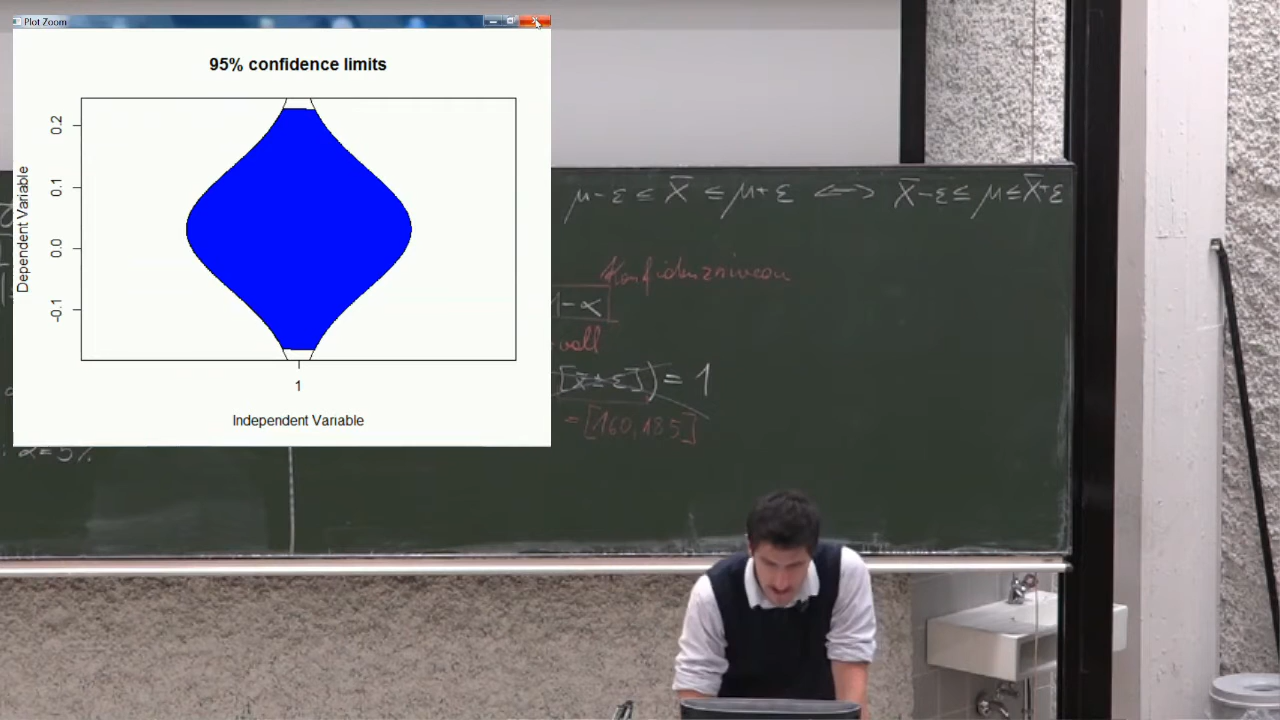 Plot Zoom
95% confidence limits
0.2
0.1
0.0
-0.1
Dependent Variable
1
Independent Variable
μ-ε ≤ X̄ ≤ μ+ε ⟷ X̄-ε ≤ μ ≤ X̄+ε
Konfidenzniveau
1-α
vall
[X̄±ε]) = 1
=[160,185]
α=5%